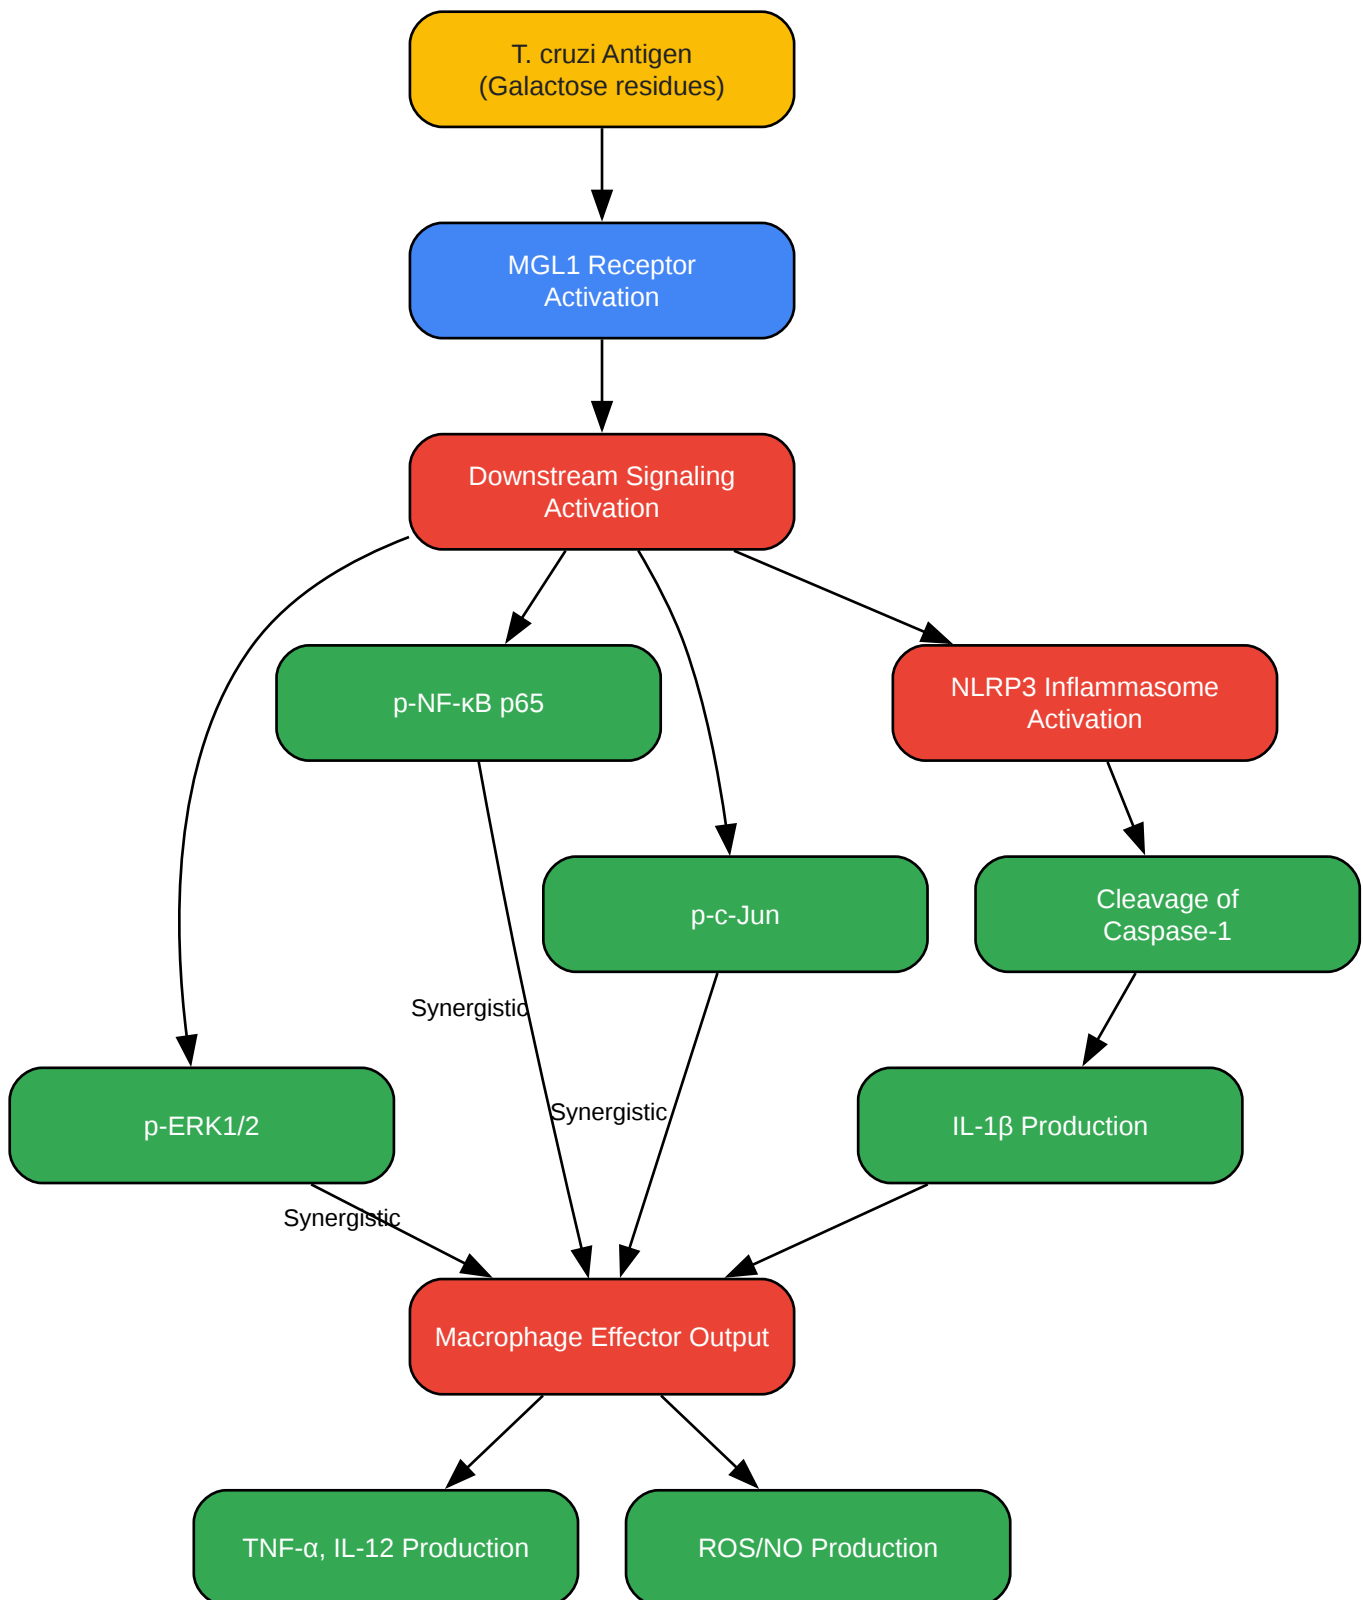 T. cruzi Antigen
(Galactose residues)
MGL1 Receptor
Activation
Downstream Signaling
Activation
p-NF-κB p65
NLRP3 Inflammasome
Activation
p-c-Jun
Cleavage of
Caspase-1
Synergistic
Synergistic
p-ERK1/2
IL-1β Production
Synergistic
Macrophage Effector Output
TNF-α, IL-12 Production
ROS/NO Production